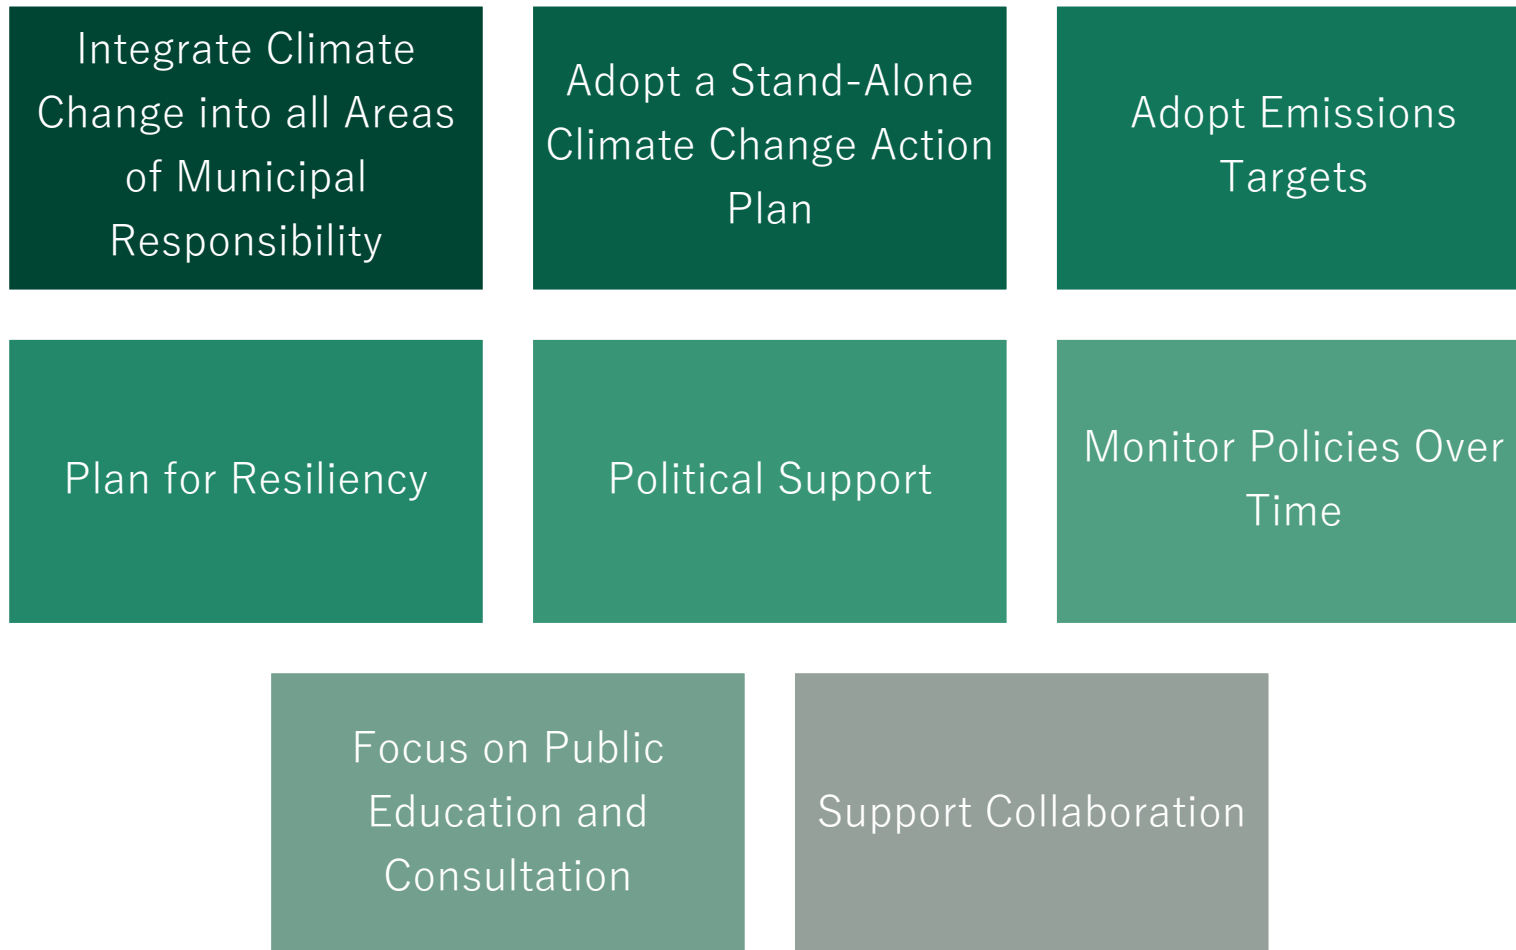 Integrate Climate
Change into all Areas
of Municipal
Responsibility
Adopt a Stand-Alone
Climate Change Action
Plan
Adopt Emissions
Targets
Plan for Resiliency
Political Support
Monitor Policies Over
Time
Focus on Public
Education and
Consultation
Support Collaboration